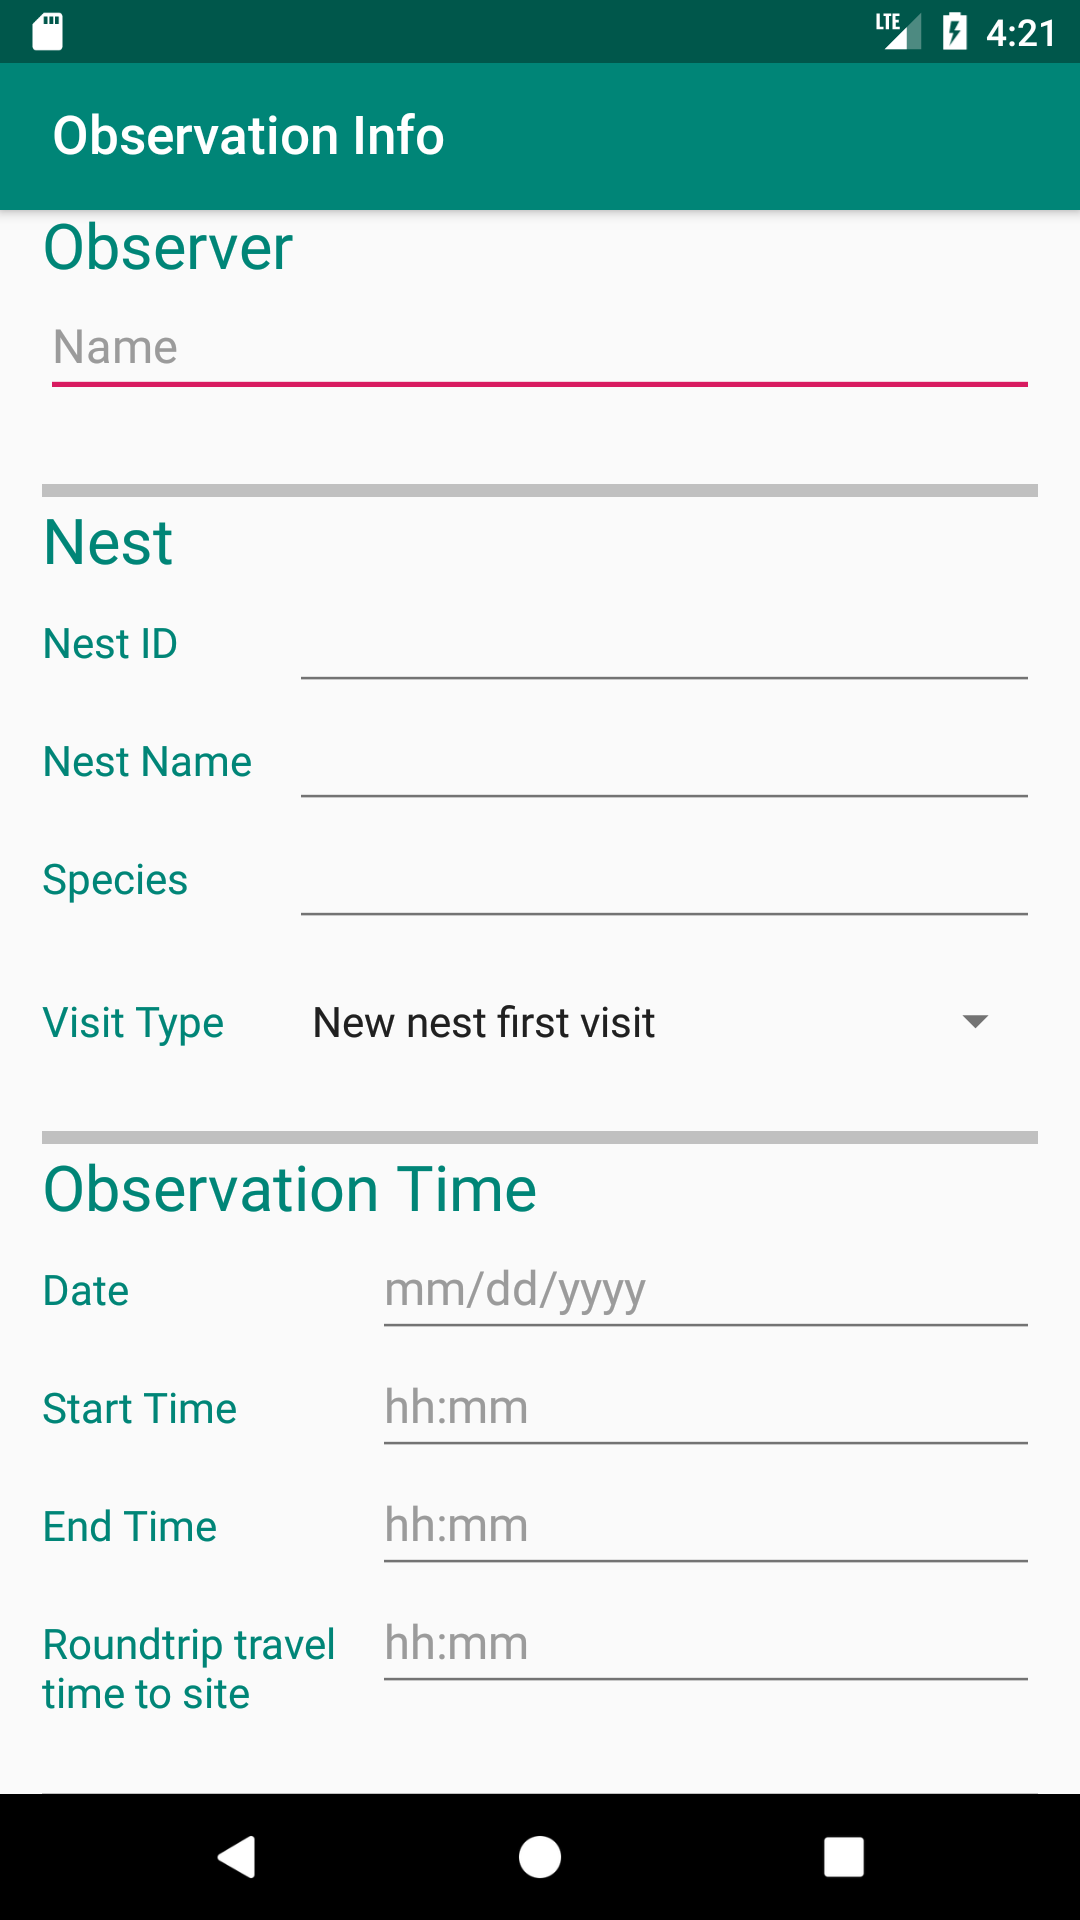 LTE 4:21
Observation Info
Observer
Name
Nest
Nest ID
Nest Name
Species
Visit Type New nest first visit
Observation Time
Date mm/dd/yyyy
Start Time hh:mm
End Time hh:mm
Roundtrip travel hh:mm
time to site